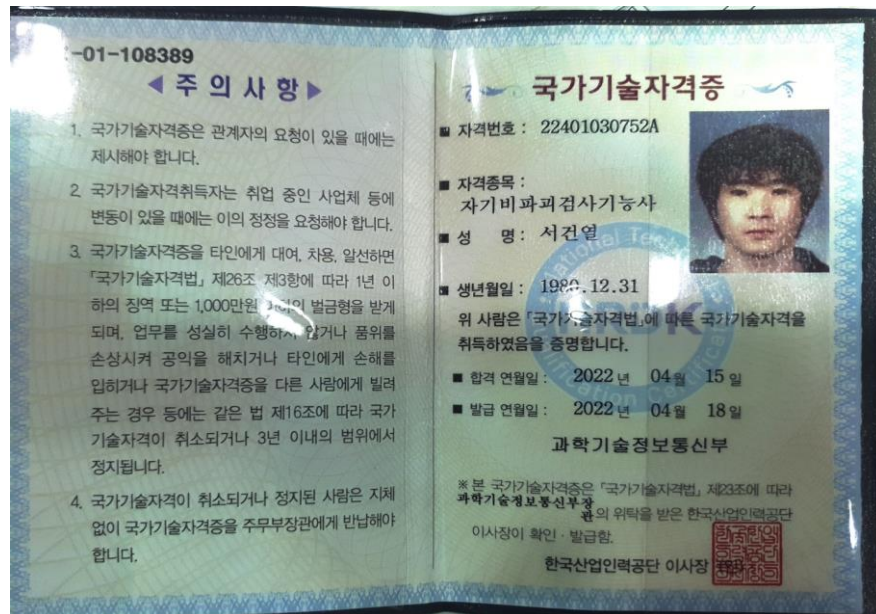 -01-108389
◀ 주 의 사 항 ▶
1. 국가기술자격증은 관계자의 요청이 있을 때에는
제시해야 합니다.
2. 국가기술자격취득자는 취업 중인 사업체 등에
변동이 있을 때에는 이의 정정을 요청해야 합니다.
3. 국가기술자격증을 타인에게 대여, 차용, 알선하면
「국가기술자격법」 제26조 제3항에 따라 1년 이
하의 징역 또는 1,000만원 이하의 벌금형을 받게
되며, 업무를 성실히 수행하지 않거나 품위를
손상시켜 공익을 해치거나 타인에게 손해를
입히거나 국가기술자격증을 다른 사람에게 빌려
주는 경우 등에는 같은 법 제16조에 따라 국가
기술자격이 취소되거나 3년 이내의 범위에서
정지됩니다.
4. 국가기술자격이 취소되거나 정지된 사람은 지체
없이 국가기술자격증을 주무부장관에게 반납해야
합니다.
국가기술자격증
■ 자격번호 : 22401030752A
■ 자격종목 :
자기비파괴검사기능사
■ 성 명 : 서건열
■ 생년월일 : 1980.12.31
위 사람은 「국가기술자격법」에 따른 국가기술자격을
취득하였음을 증명합니다.
■ 합격 연월일 : 2022 년 04 월 15 일
■ 발급 연월일 : 2022 년 04 월 18 일
과학기술정보통신부
※ 본 국가기술자격증은 「국가기술자격법」 제23조에 따라
과학기술정보통신부장
관의 위탁을 받은 한국산업인력공단
이사장이 확인 · 발급함.
한국산업인력공단 이사장